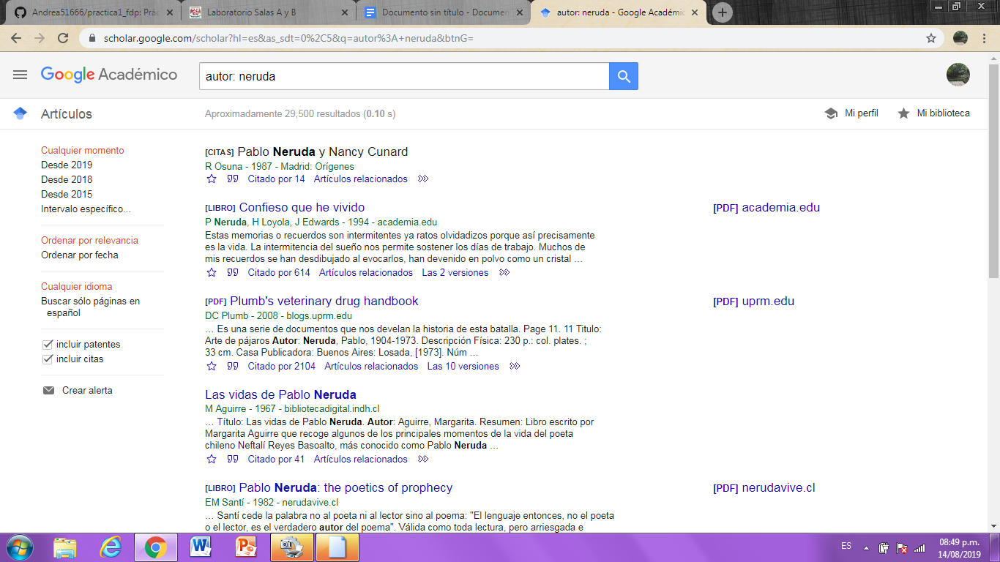 Andrea51666/practica1_fdp: Prá
Laboratorio Salas A y B
Documento sin título - Documen
autor: neruda - Google Académic
scholar.google.com/scholar?hl=es&as_sdt=0%2C5&q=autor%3A+neruda&btnG=
Google Académico
autor: neruda
Artículos
Aproximadamente 29,500 resultados (0.10 s)
Mi perfil
Mi biblioteca
Cualquier momento
Desde 2019
Desde 2018
Desde 2015
Intervalo específico...
Ordenar por relevancia
Ordenar por fecha
Cualquier idioma
Buscar sólo páginas en
español
incluir patentes
incluir citas
Crear alerta
[CITAS] Pablo Neruda y Nancy Cunard
R Osuna - 1987 - Madrid: Orígenes
Citado por 14 Artículos relacionados
[LIBRO] Confieso que he vivido
P Neruda, H Loyola, J Edwards - 1994 - academia.edu
Estas memorias o recuerdos son intermitentes ya ratos olvidadizos porque así precisamente
es la vida. La intermitencia del sueño nos permite sostener los días de trabajo. Muchos de
mis recuerdos se han desdibujado al evocarlos, han devenido en polvo como un cristal ...
Citado por 614 Artículos relacionados Las 2 versiones
[PDF] academia.edu
[PDF] Plumb's veterinary drug handbook
DC Plumb - 2008 - blogs.uprm.edu
... Es una serie de documentos que nos develan la historia de esta batalla. Page 11. 11 Titulo:
Arte de pájaros Autor: Neruda, Pablo, 1904-1973. Descripción Física: 230 p.: col. plates. ;
33 cm. Casa Publicadora: Buenos Aires: Losada, [1973]. Núm ...
Citado por 2104 Artículos relacionados Las 10 versiones
[PDF] uprm.edu
Las vidas de Pablo Neruda
M Aguirre - 1967 - bibliotecadigital.indh.cl
... Título: Las vidas de Pablo Neruda. Autor: Aguirre, Margarita. Resumen: Libro escrito por
Margarita Aguirre que recoge algunos de los principales momentos de la vida del poeta
chileno Neftalí Reyes Basoalto, más conocido como Pablo Neruda ...
Citado por 41 Artículos relacionados
[LIBRO] Pablo Neruda: the poetics of prophecy
EM Santí - 1982 - nerudavive.cl
... Santí cede la palabra no al poeta ni al lector sino al poema: "El lenguaje entonces, no el poeta
o el lector, es el verdadero autor del poema". Válida como toda lectura, pero arriesgada e
[PDF] nerudavive.cl
ES
08:49 p.m.
14/08/2019